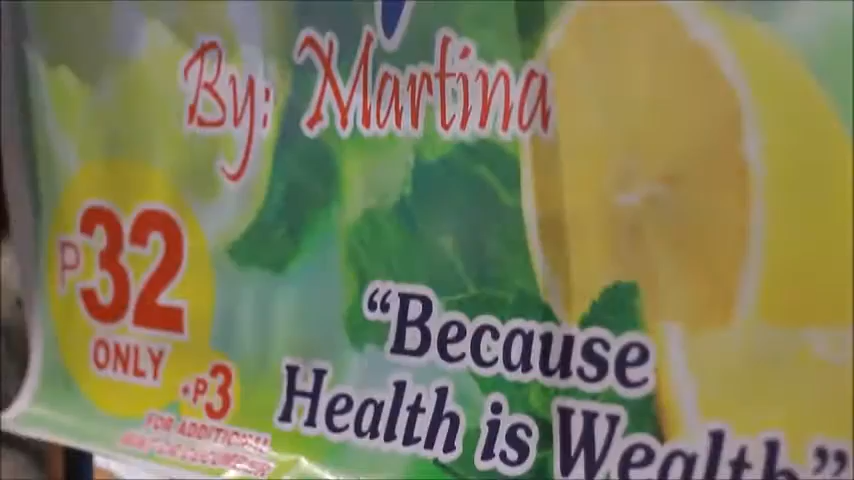 By: Martina
P32
ONLY
+P3
FOR ADDITIONAL
"Because
Health is Wealth"